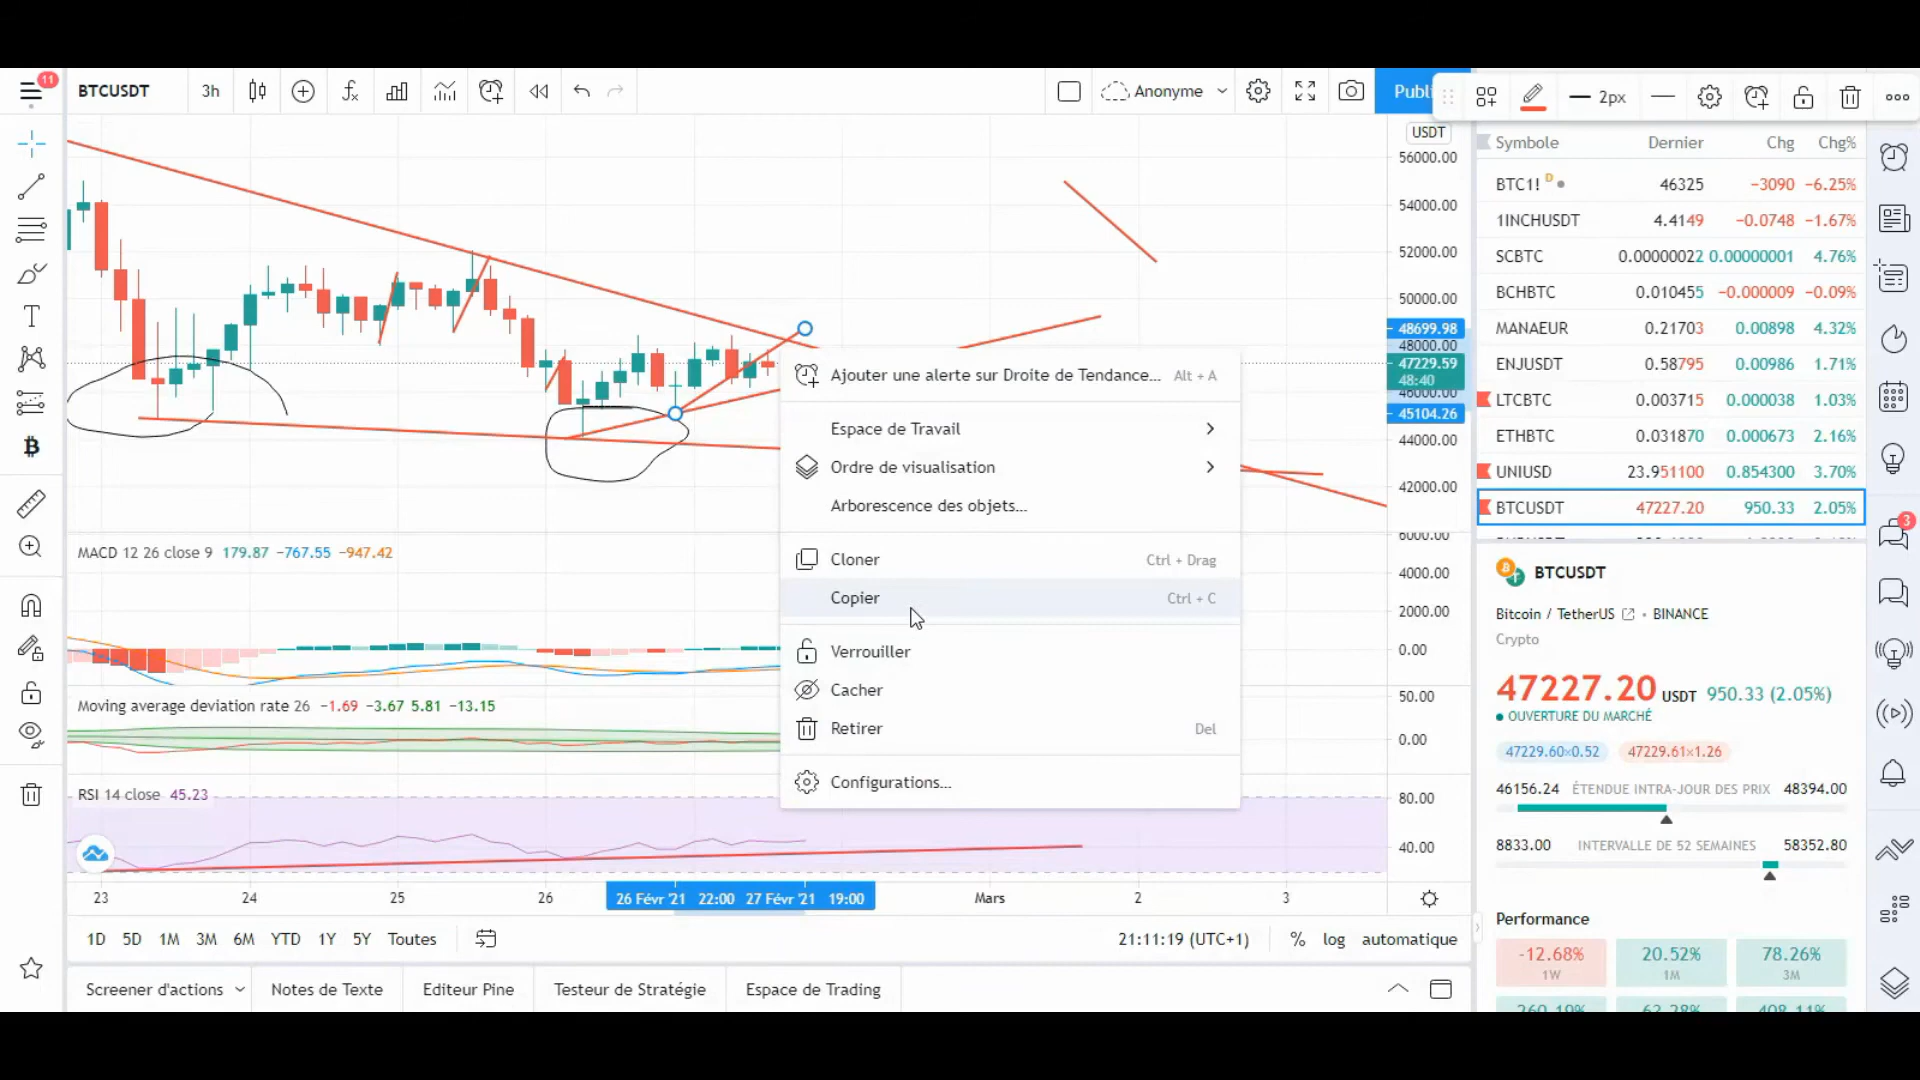 11
BTCUSDT 3h Anonyme Publi 2px
USDT
56000.00
54000.00
52000.00
50000.00
48699.98
48000.00
47229.59
48:40
46000.00
45104.26
44000.00
42000.00
Ajouter une alerte sur Droite de Tendance... Alt + A
Espace de Travail
Ordre de visualisation
Arborescence des objets...
Cloner Ctrl + Drag
Copier Ctrl + C
Verrouiller
Cacher
Retirer Del
Configurations...
MACD 12 26 close 9 179.87 −767.55 −947.42
6000.00
4000.00
2000.00
0.00
Moving average deviation rate 26 −1.69 −3.67 5.81 −13.15
50.00
0.00
RSI 14 close 45.23
80.00
40.00
23 24 25 26 26 Févr '21 22:00 27 Févr '21 19:00 Mars 2 3
1D 5D 1M 3M 6M YTD 1Y 5Y Toutes 21:11:19 (UTC+1) % log automatique
Screener d'actions Notes de Texte Editeur Pine Testeur de Stratégie Espace de Trading
Symbole Dernier Chg Chg%
BTC1! D 46325 −3090 −6.25%
1INCHUSDT 4.4149 −0.0748 −1.67%
SCBTC 0.00000022 0.00000001 4.76%
BCHBTC 0.010455 −0.000009 −0.09%
MANAEUR 0.21703 0.00898 4.32%
ENJUSDT 0.58795 0.00986 1.71%
LTCBTC 0.003715 0.000038 1.03%
ETHBTC 0.031870 0.000673 2.16%
UNIUSD 23.951100 0.854300 3.70%
BTCUSDT 47227.20 950.33 2.05%
BTCUSDT
Bitcoin / TetherUS • BINANCE
Crypto
47227.20 USDT 950.33 (2.05%)
OUVERTURE DU MARCHÉ
47229.60×0.52 47229.61×1.26
46156.24 ÉTENDUE INTRA-JOUR DES PRIX 48394.00
8833.00 INTERVALLE DE 52 SEMAINES 58352.80
Performance
-12.68% 20.52% 78.26%
1W 1M 3M
3